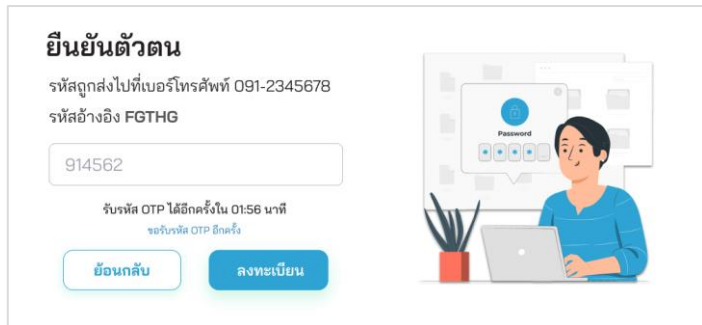 ยืนยันตัวตน
รหัสถูกส่งไปที่เบอร์โทรศัพท์ 091-2345678
รหัสอ้างอิง FGTHG
914562
รับรหัส OTP ได้อีกครั้งใน 01:56 นาที
ขอรับรหัส OTP อีกครั้ง
ย้อนกลับ
ลงทะเบียน
Password